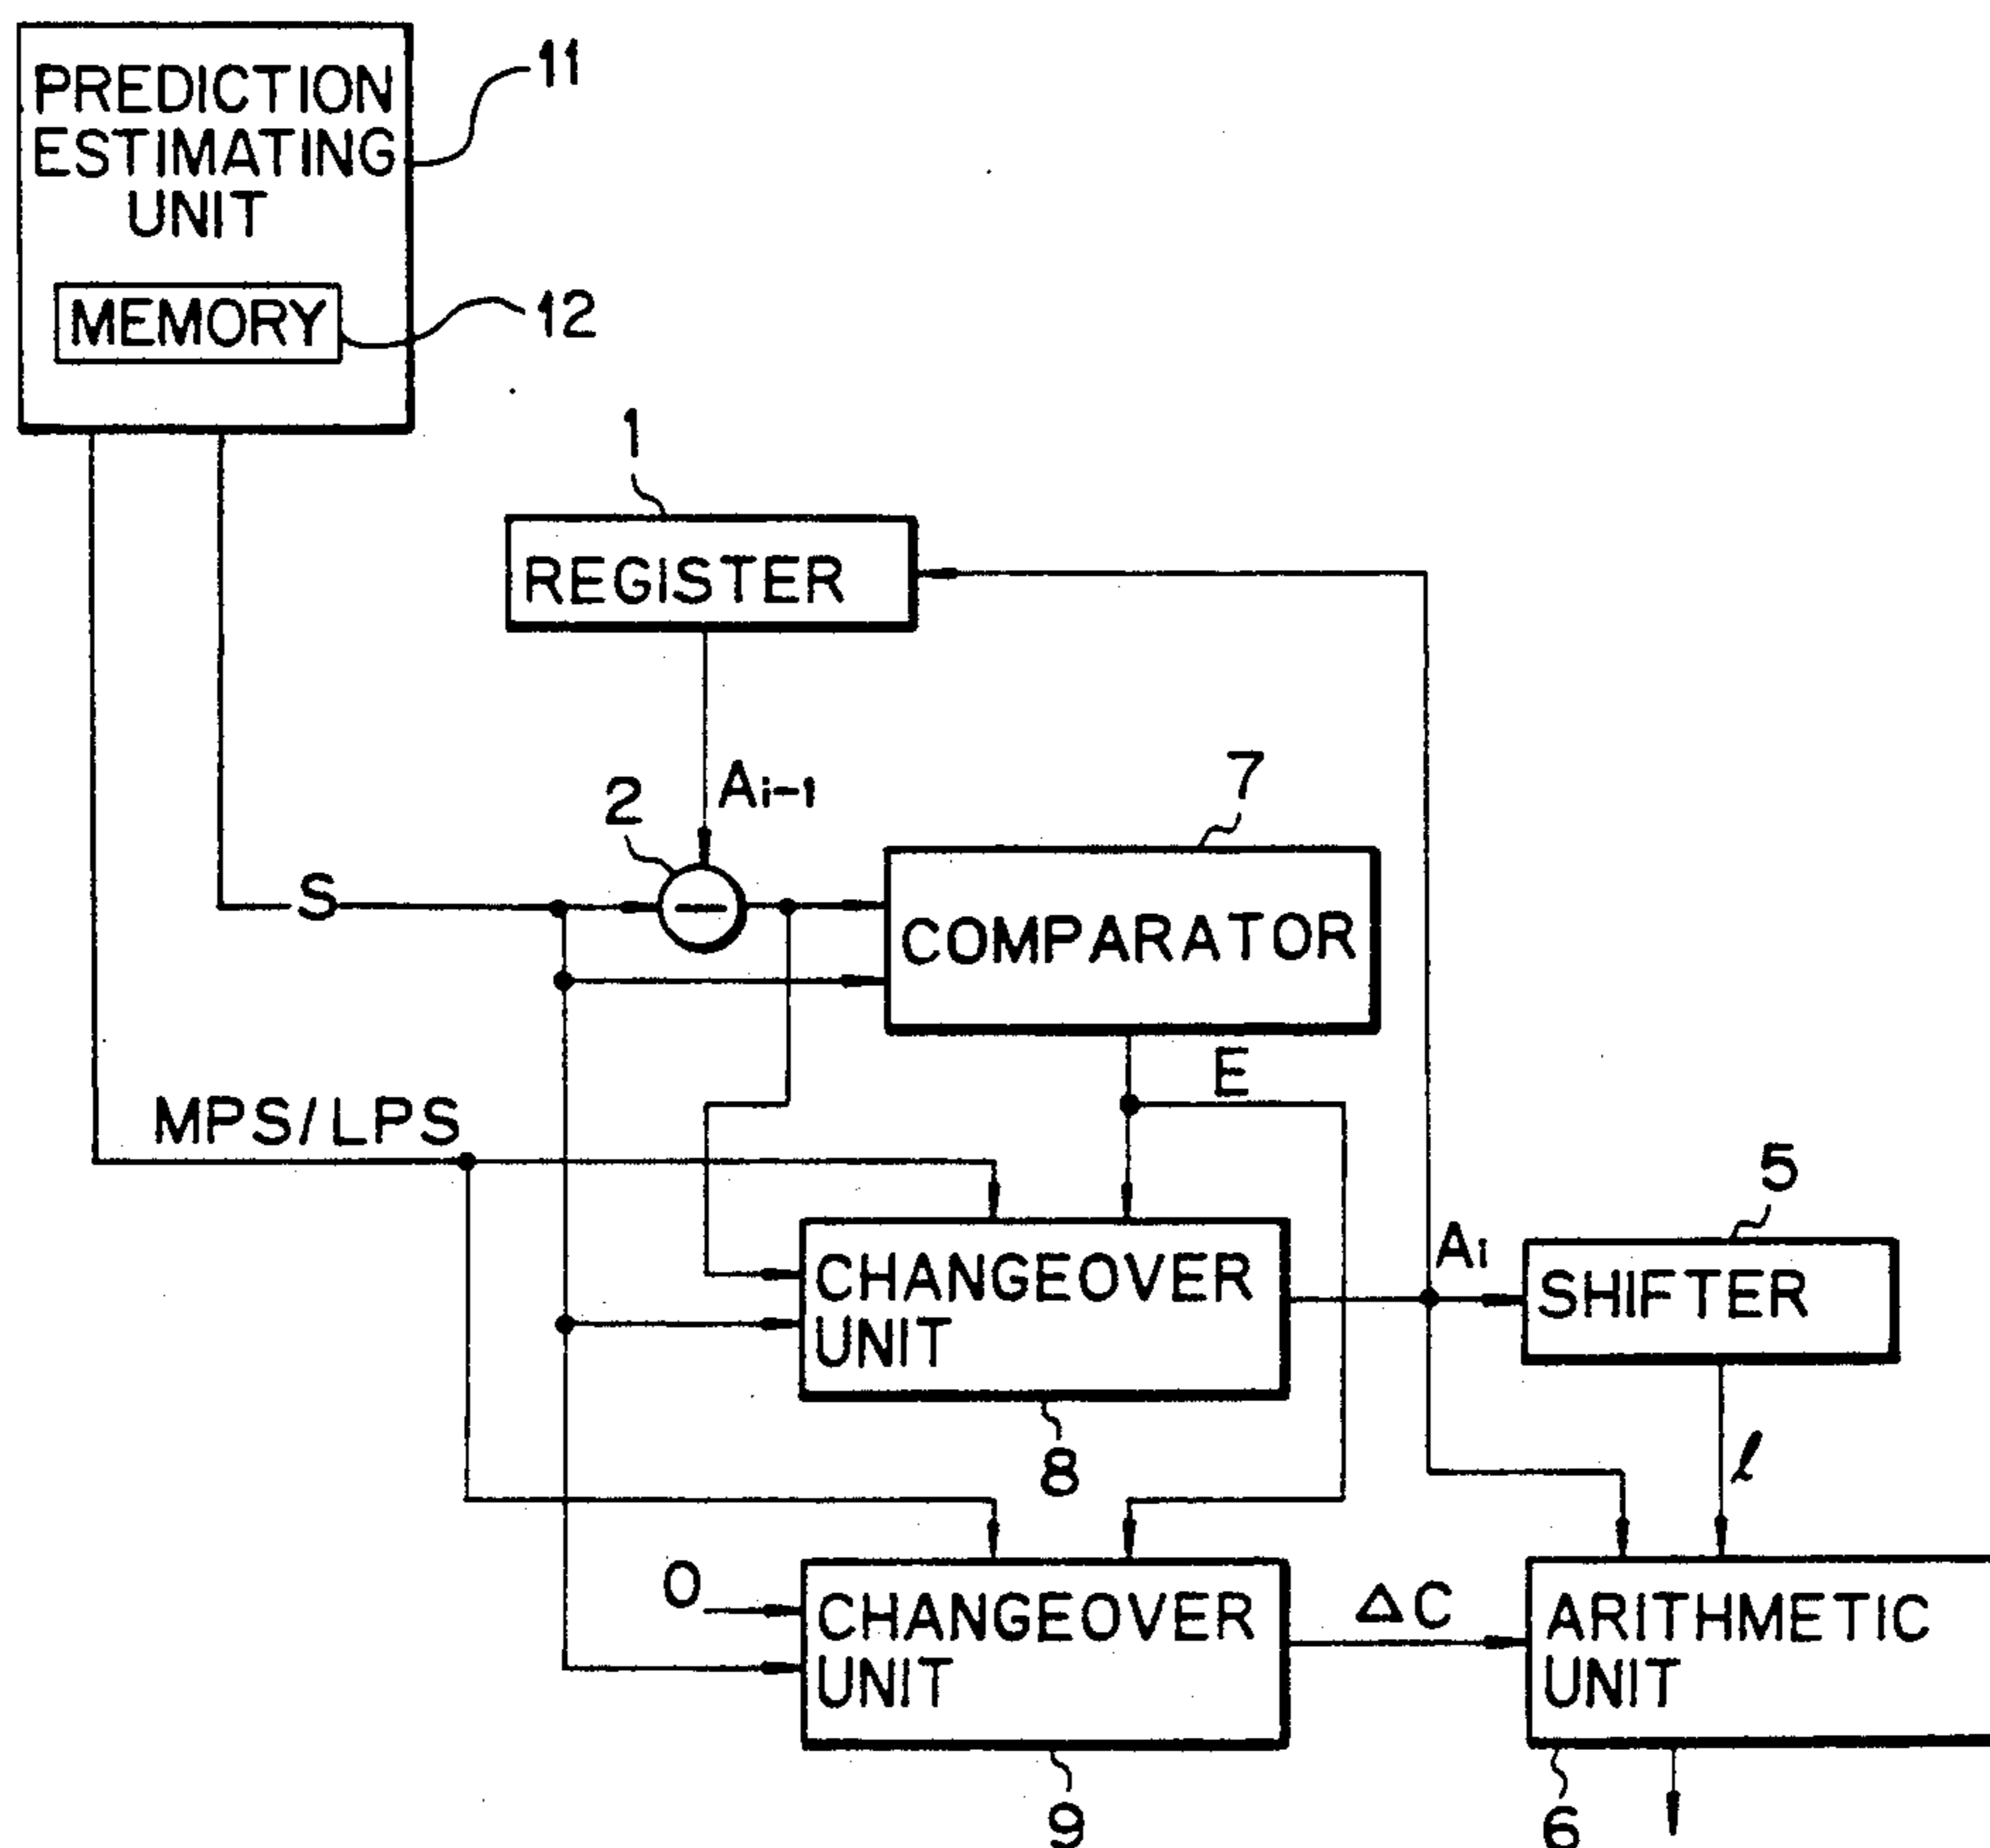 PREDICTION
ESTIMATING
UNIT
11
MEMORY
12
1
REGISTER
Ai-1
2
7
S
COMPARATOR
E
MPS/LPS
5
Ai
CHANGEOVER
UNIT
SHIFTER
8
ℓ
O
CHANGEOVER
UNIT
ΔC
ARITHMETIC
UNIT
9
6